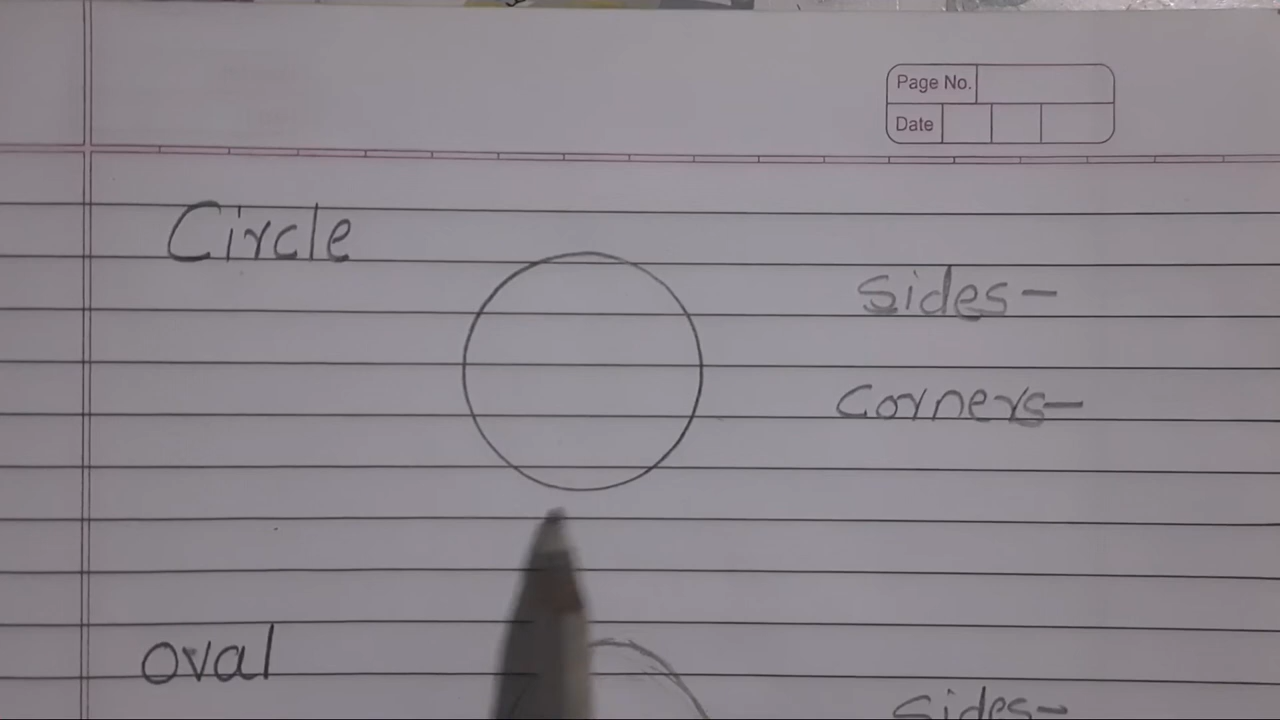 Page No.
Date
Circle
Sides-
Corners-
Oval
Sides-